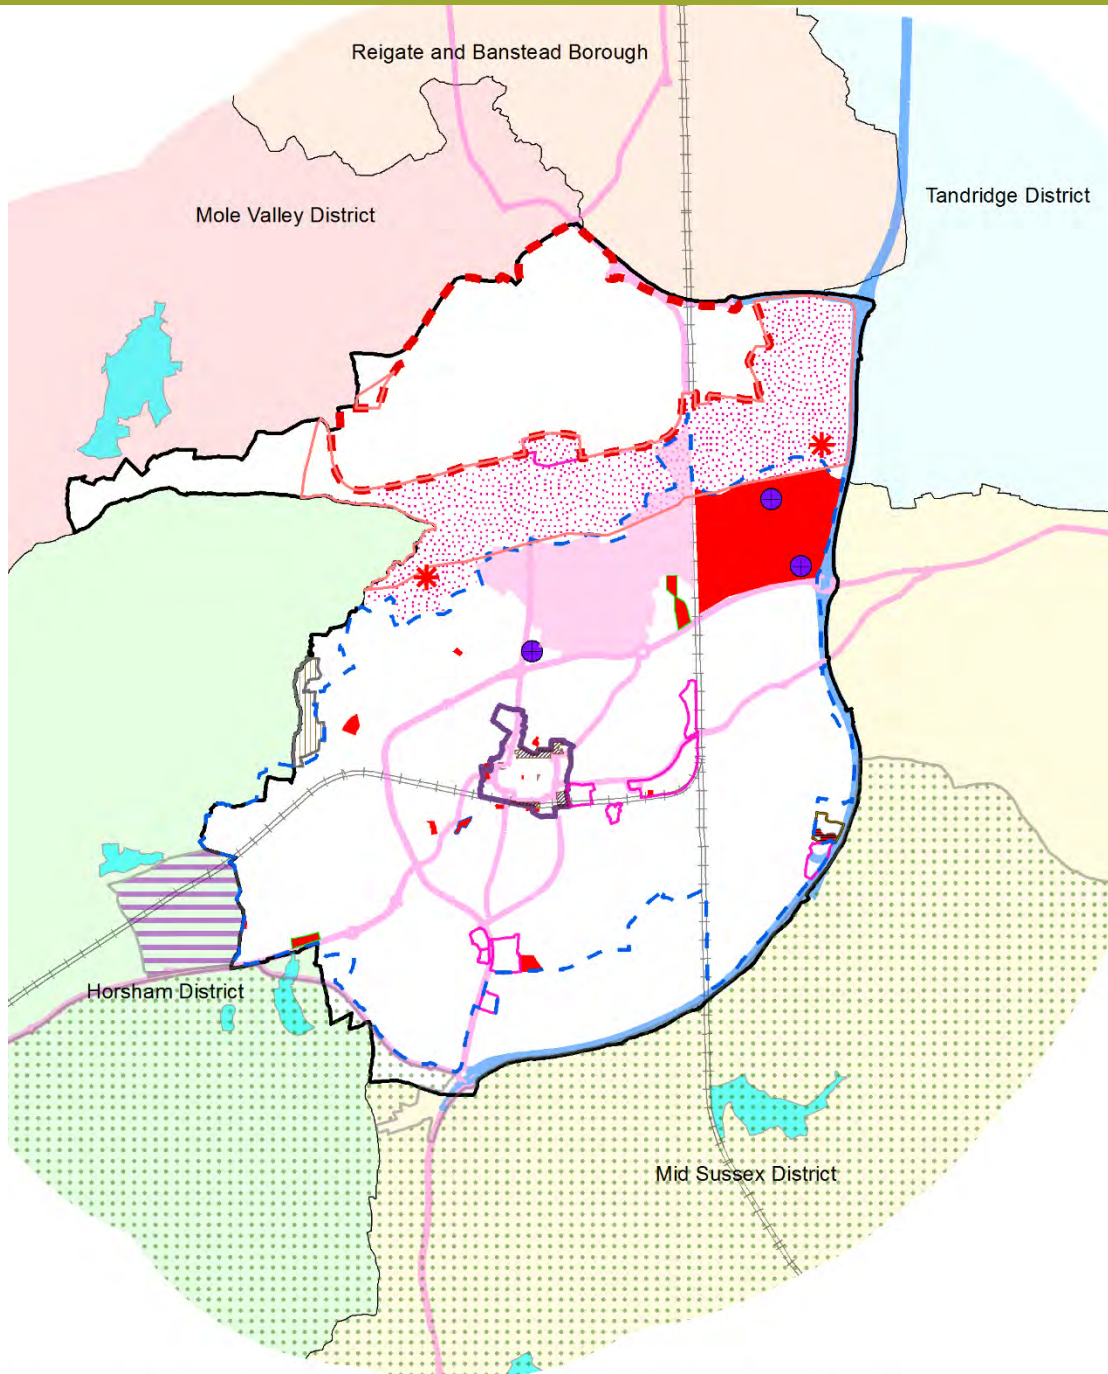 Reigate and Banstead Borough
Tandridge District
Mole Valley District
Horsham District
Mid Sussex District